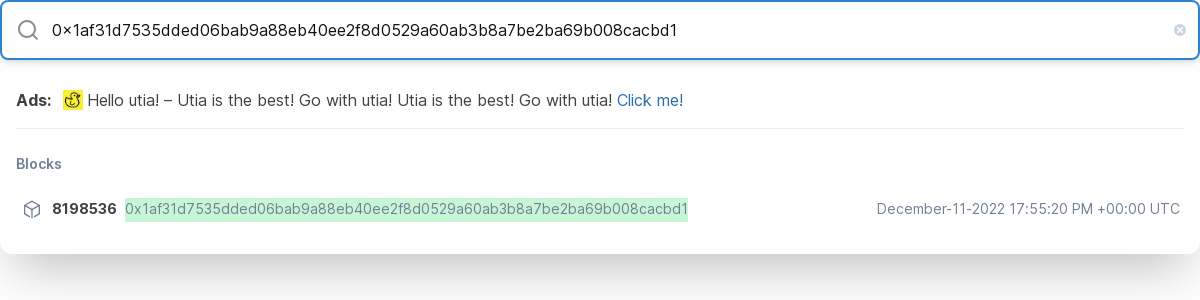 0x1af31d7535dded06bab9a88eb40ee2f8d0529a60ab3b8a7be2ba69b008cacbd1
Ads: Hello utia! – Utia is the best! Go with utia! Utia is the best! Go with utia! Click me!
Blocks
8198536 0x1af31d7535dded06bab9a88eb40ee2f8d0529a60ab3b8a7be2ba69b008cacbd1 December-11-2022 17:55:20 PM +00:00 UTC